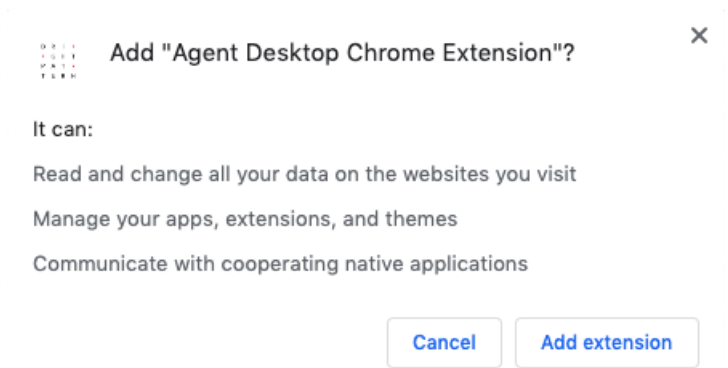 Add "Agent Desktop Chrome Extension"?
It can:
Read and change all your data on the websites you visit
Manage your apps, extensions, and themes
Communicate with cooperating native applications
Cancel
Add extension